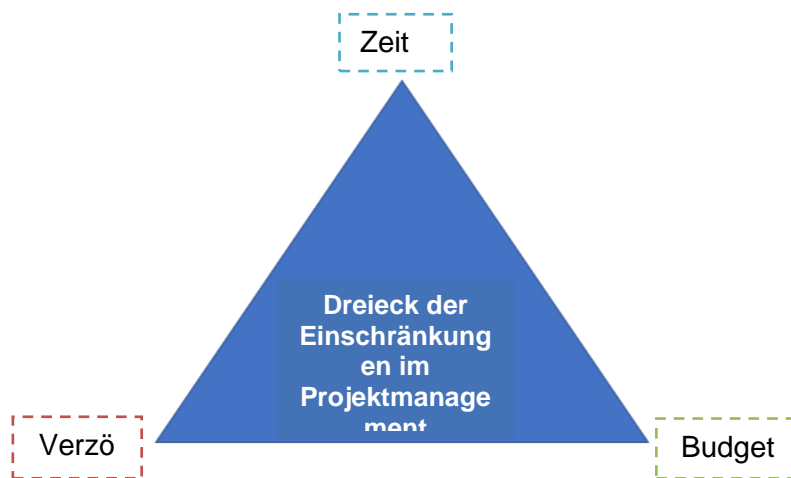 Zeit
Dreieck der
Einschränkung
en im
Projektmanage
ment
Verzö
Budget